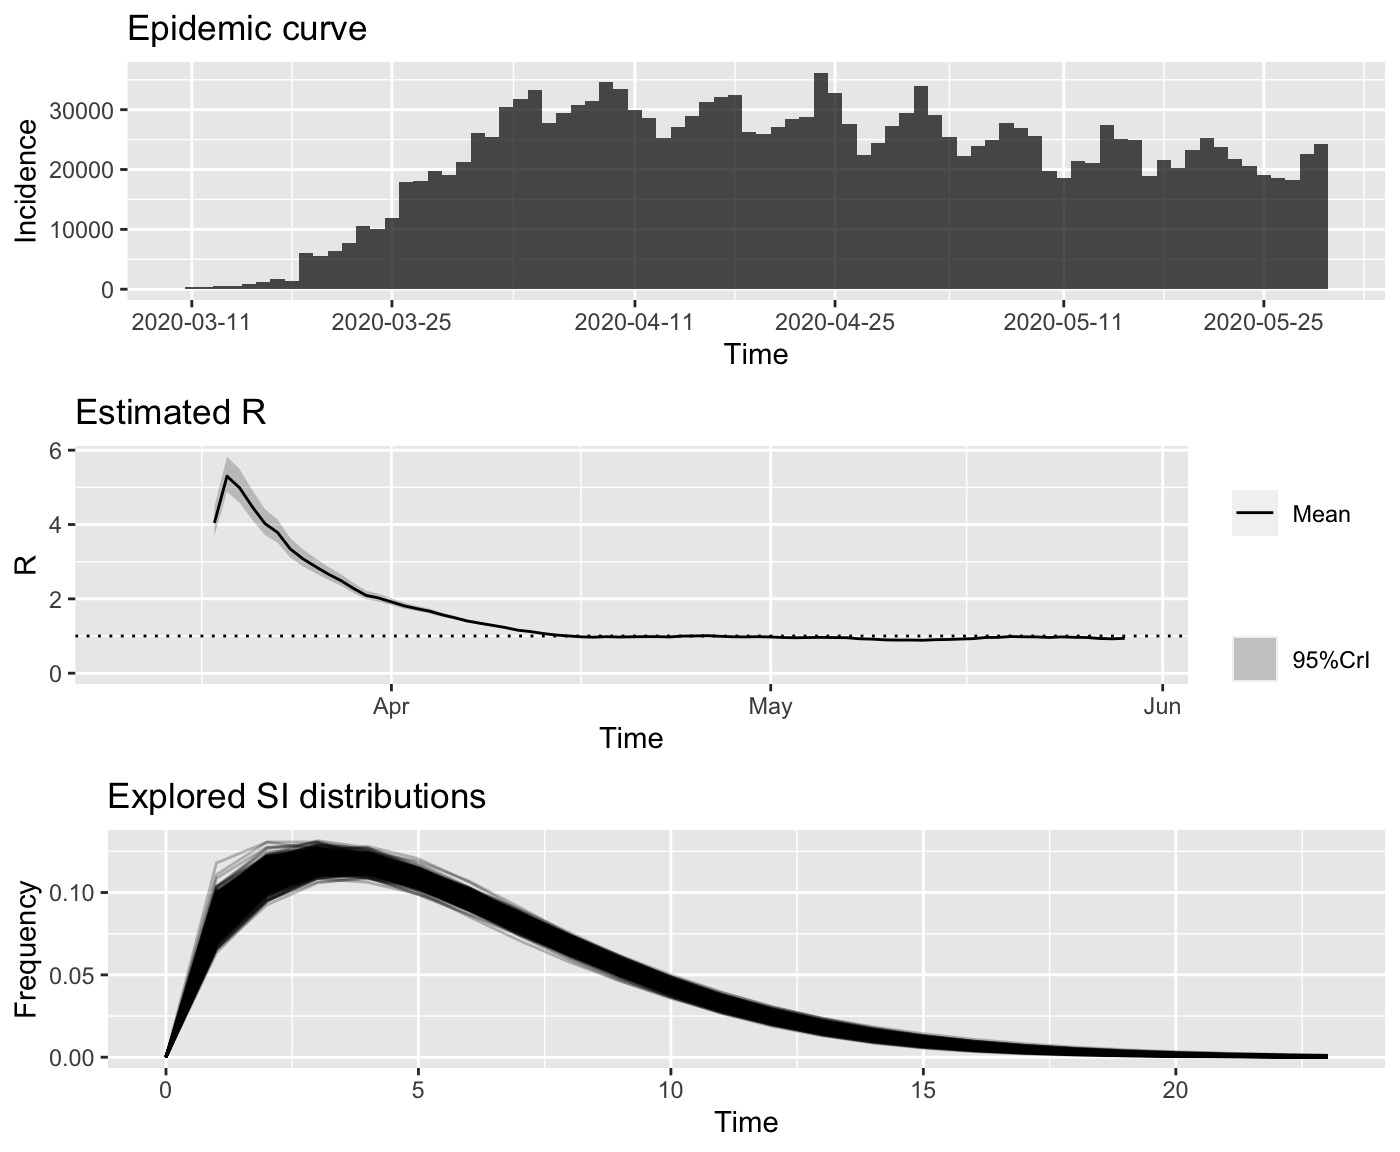 Epidemic curve
Incidence
30000
20000
10000
0
2020-03-11 2020-03-25 2020-04-11 2020-04-25 2020-05-11 2020-05-25
Time
Estimated R
R
6
4
2
0
Apr May Jun
Time
Mean
95%CrI
Explored SI distributions
Frequency
0.10
0.05
0.00
0 5 10 15 20
Time